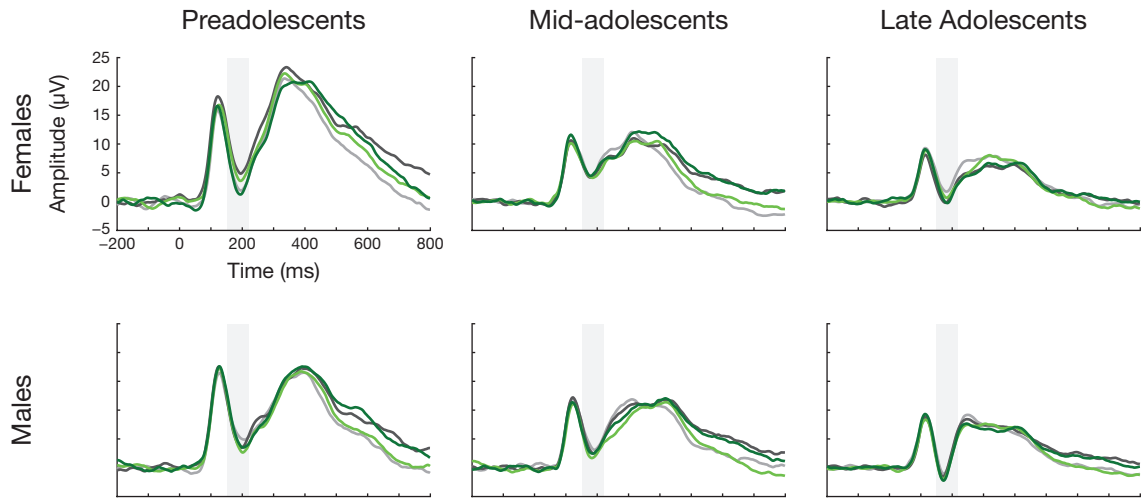 Preadolescents Mid-adolescents Late Adolescents
Females
Amplitude (µV)
25
20
15
10
5
0
−5
−200 0 200 400 600 800
Time (ms)
Males